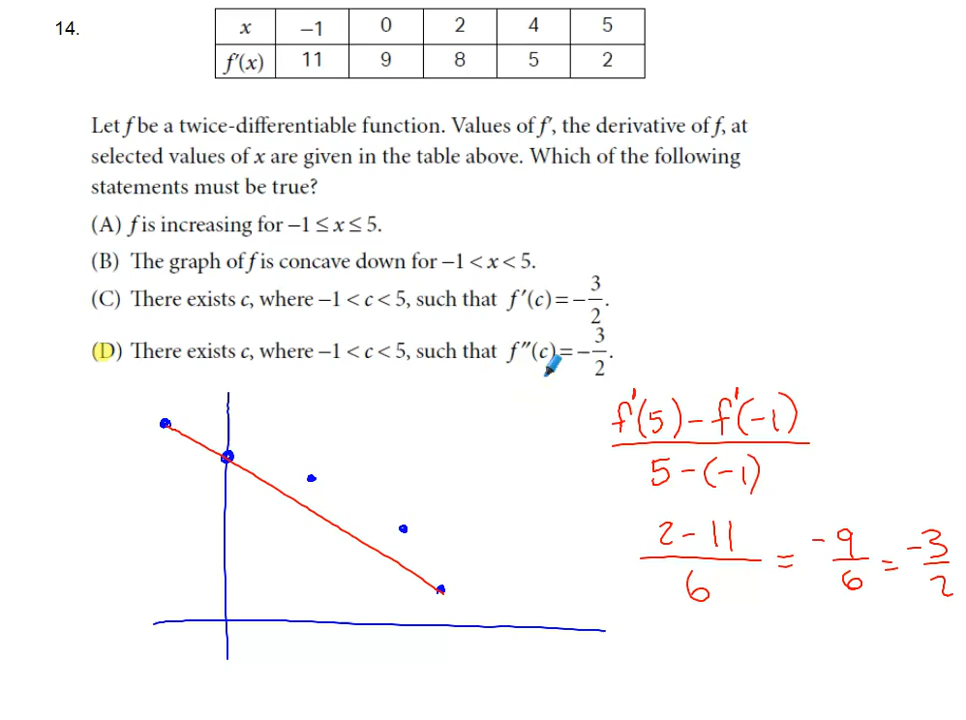 14.
x −1 0 2 4 5
f′(x) 11 9 8 5 2
Let f be a twice-differentiable function. Values of f′, the derivative of f, at
selected values of x are given in the table above. Which of the following
statements must be true?
(A) f is increasing for −1 ≤ x ≤ 5.
(B) The graph of f is concave down for −1 < x < 5.
(C) There exists c, where −1 < c < 5, such that f′(c) = −3/2.
(D) There exists c, where −1 < c < 5, such that f″(c) = −3/2.
f'(5) - f'(-1)
5 - (-1)
2 - 11 / 6 = -9/6 = -3/2